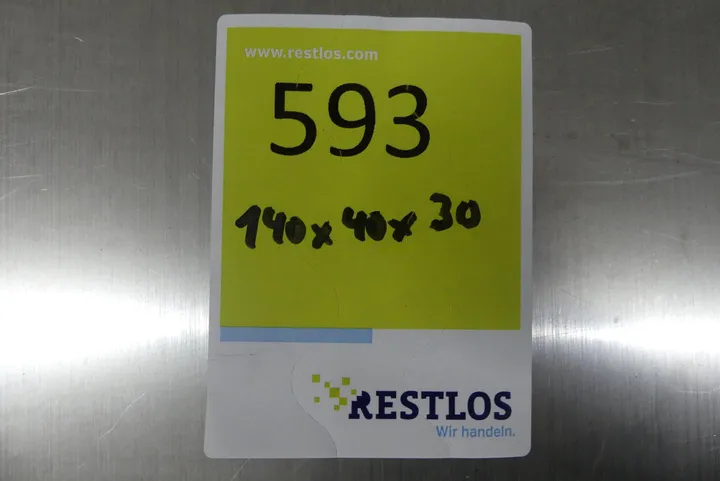 www.restlos.com
593
140x40x30
RESTLOS
Wir handeln.